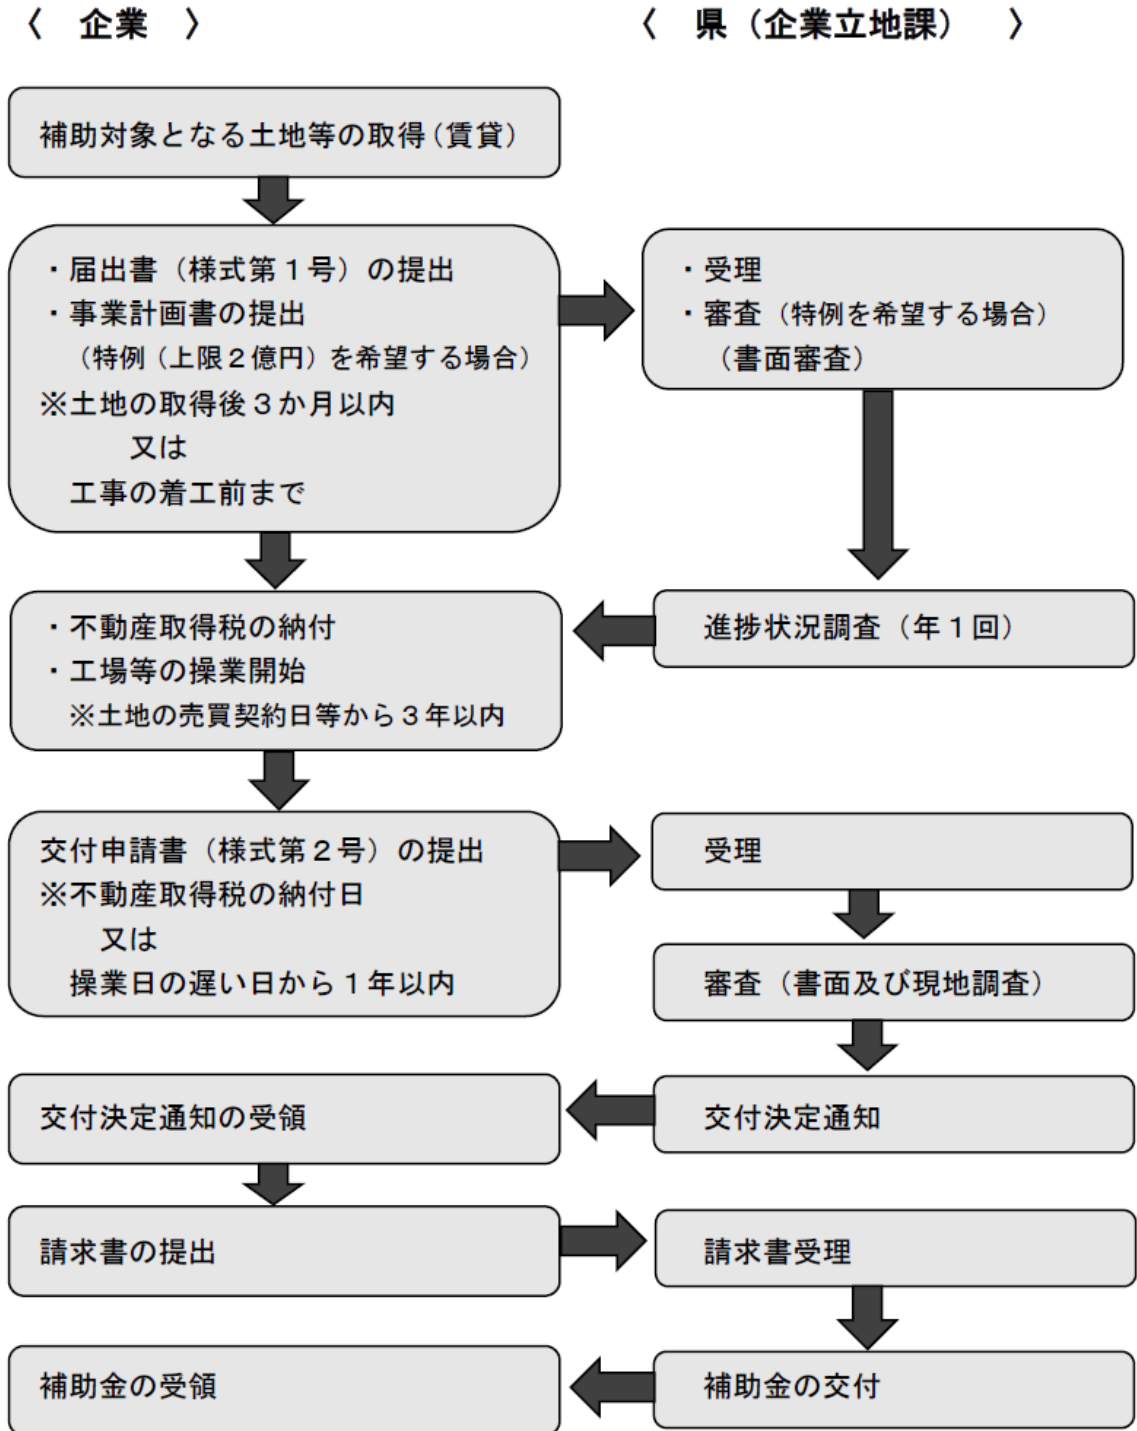 〈　企業　〉
〈　県（企業立地課）　〉
補助対象となる土地等の取得（賃貸）
・届出書（様式第１号）の提出
・事業計画書の提出
（特例（上限２億円）を希望する場合）
※土地の取得後３か月以内
又は
工事の着工前まで
・受理
・審査（特例を希望する場合）
（書面審査）
・不動産取得税の納付
・工場等の操業開始
※土地の売買契約日等から３年以内
進捗状況調査（年１回）
交付申請書（様式第２号）の提出
※不動産取得税の納付日
又は
操業日の遅い日から１年以内
受理
審査（書面及び現地調査）
交付決定通知の受領
交付決定通知
請求書の提出
請求書受理
補助金の受領
補助金の交付